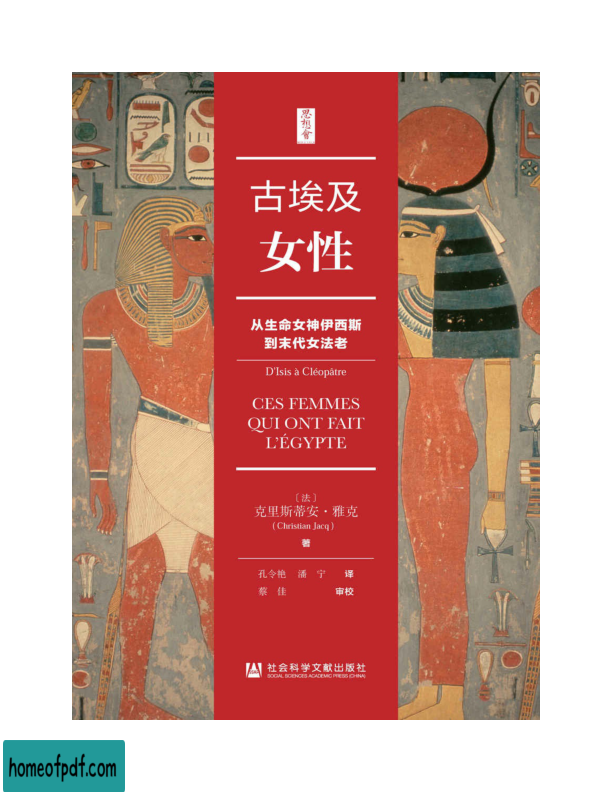 思想會
古埃及
女性
从生命女神伊西斯
到末代女法老
D'Isis à Cléopâtre
CES FEMMES
QUI ONT FAIT
L'ÉGYPTE
〔法〕
克里斯蒂安·雅克
( Christian Jacq )
著
孔令艳 潘宁 译
蔡佳 审校
社会科学文献出版社
SOCIAL SCIENCES ACADEMIC PRESS (CHINA)
homeofpdf.com